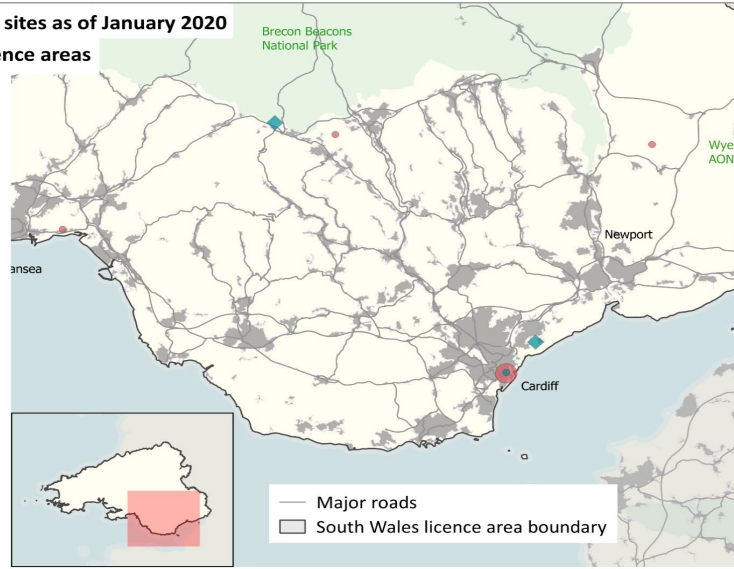 sites as of January 2020
ence areas
Brecon Beacons
National Park
Wye
AON
Newport
ansea
Cardiff
Major roads
South Wales licence area boundary